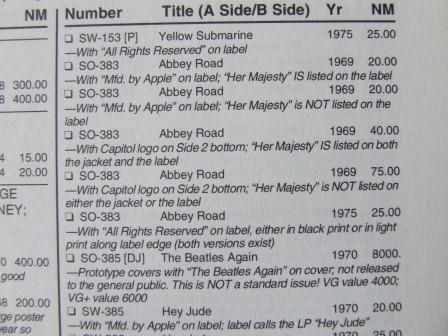 NM
Number Title (A Side/B Side) Yr NM
☐ SW-153 [P] Yellow Submarine 1975 25.00
—With "All Rights Reserved" on label
☐ SO-383 Abbey Road 1969 20.00
—With "Mfd. by Apple" on label; "Her Majesty" IS listed on the label
☐ SO-383 Abbey Road 1969 20.00
—With "Mfd. by Apple" on label; "Her Majesty" is NOT listed on the
label
☐ SO-383 Abbey Road 1969 40.00
—With Capitol logo on Side 2 bottom; "Her Majesty" IS listed on both
the jacket and the label
☐ SO-383 Abbey Road 1969 75.00
—With Capitol logo on Side 2 bottom; "Her Majesty" is NOT listed on
either the jacket or the label
☐ SO-383 Abbey Road 1975 25.00
—With "All Rights Reserved" on label, either in black print or in light
print along label edge (both versions exist)
☐ SO-385 [DJ] The Beatles Again 1970 8000.
—Prototype covers with "The Beatles Again" on cover; not released
to the general public. This is NOT a standard issue! VG value 4000;
VG+ value 6000
☐ SW-385 Hey Jude 1970 20.00
—With "Mfd. by Apple" on label; label calls the LP "Hey Jude"
8 300.00
8 400.00
4 15.00
4 20.00
GE
NEY;
0 400.00
good
68 200.00
ge poster
year so